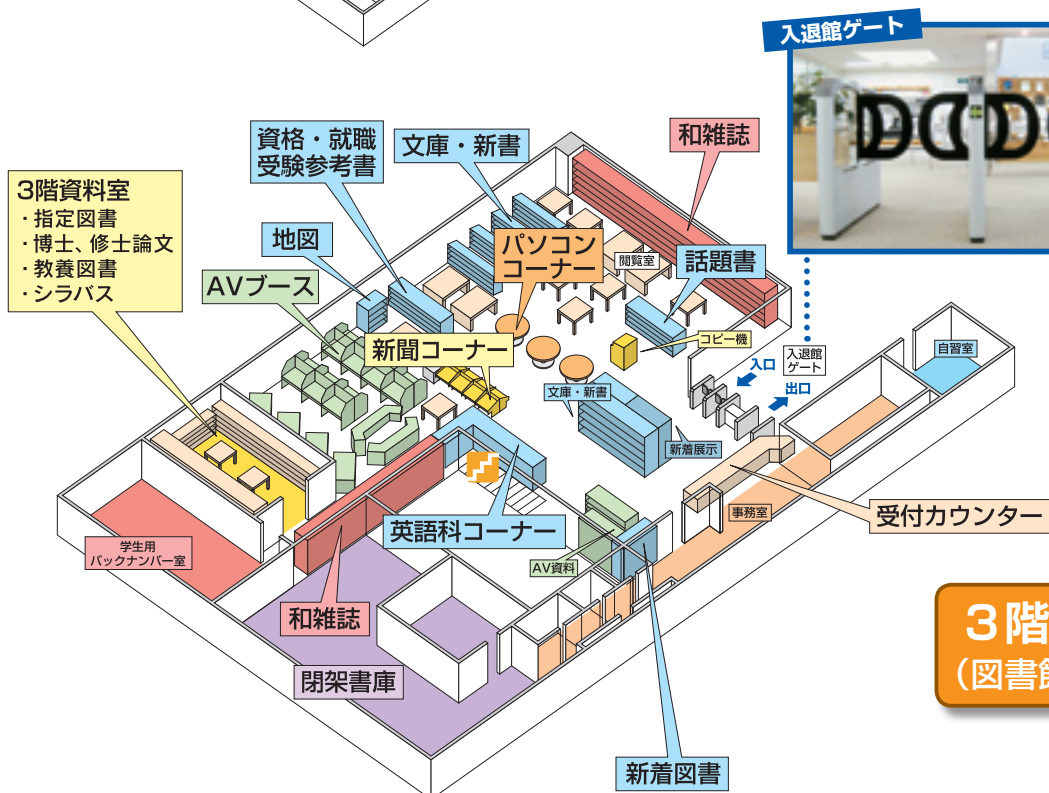 入退館ゲート
資格・就職
受験参考書
文庫・新書
和雑誌
3階資料室
・指定図書
・博士、修士論文
・教養図書
・シラバス
地図
AVブース
パソコン
コーナー
閲覧室
話題書
新聞コーナー
コピー機
入口
入退館
ゲート
出口
自習室
文庫・新書
新着展示
事務室
受付カウンター
英語科コーナー
AV資料
学生用
バックナンバー室
和雑誌
閉架書庫
3階
(図書館
新着図書